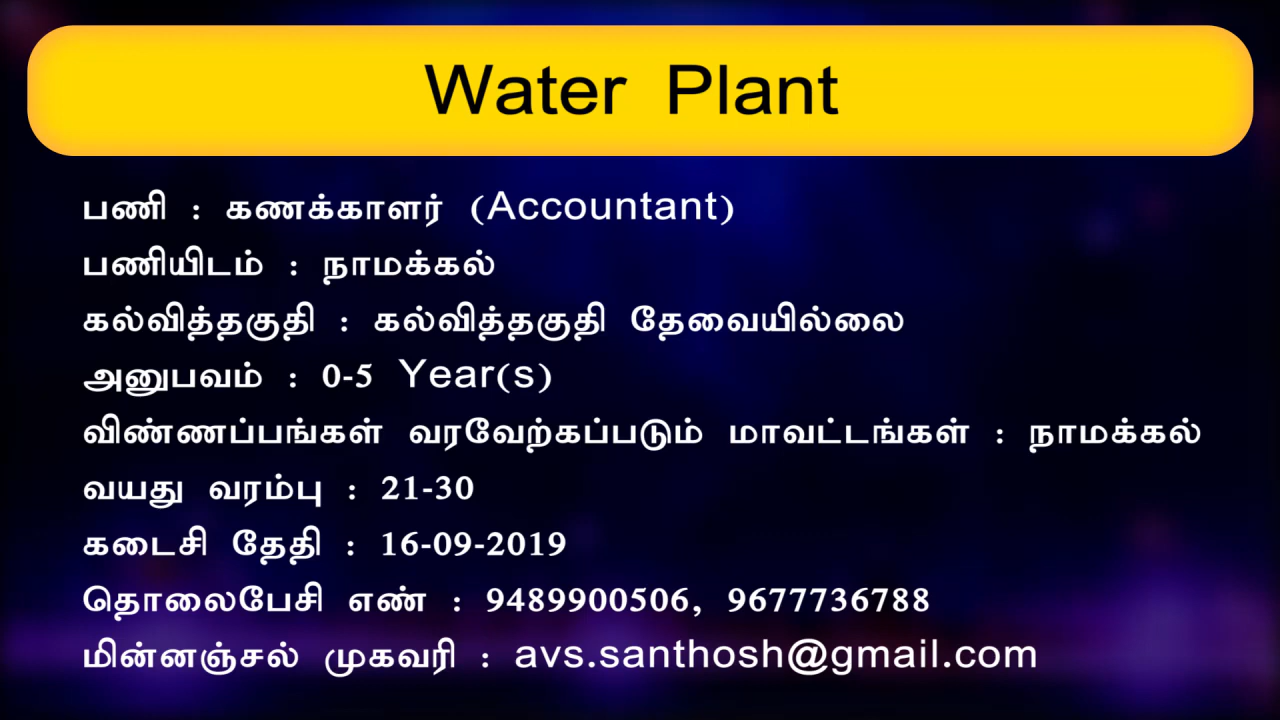 Water Plant
பணி : கணக்காளர் (Accountant)
பணியிடம் : நாமக்கல்
கல்வித்தகுதி : கல்வித்தகுதி தேவையில்லை
அனுபவம் : 0-5 Year(s)
விண்ணப்பங்கள் வரவேற்கப்படும் மாவட்டங்கள் : நாமக்கல்
வயது வரம்பு : 21-30
கடைசி தேதி : 16-09-2019
தொலைபேசி எண் : 9489900506, 9677736788
மின்னஞ்சல் முகவரி : avs.santhosh@gmail.com